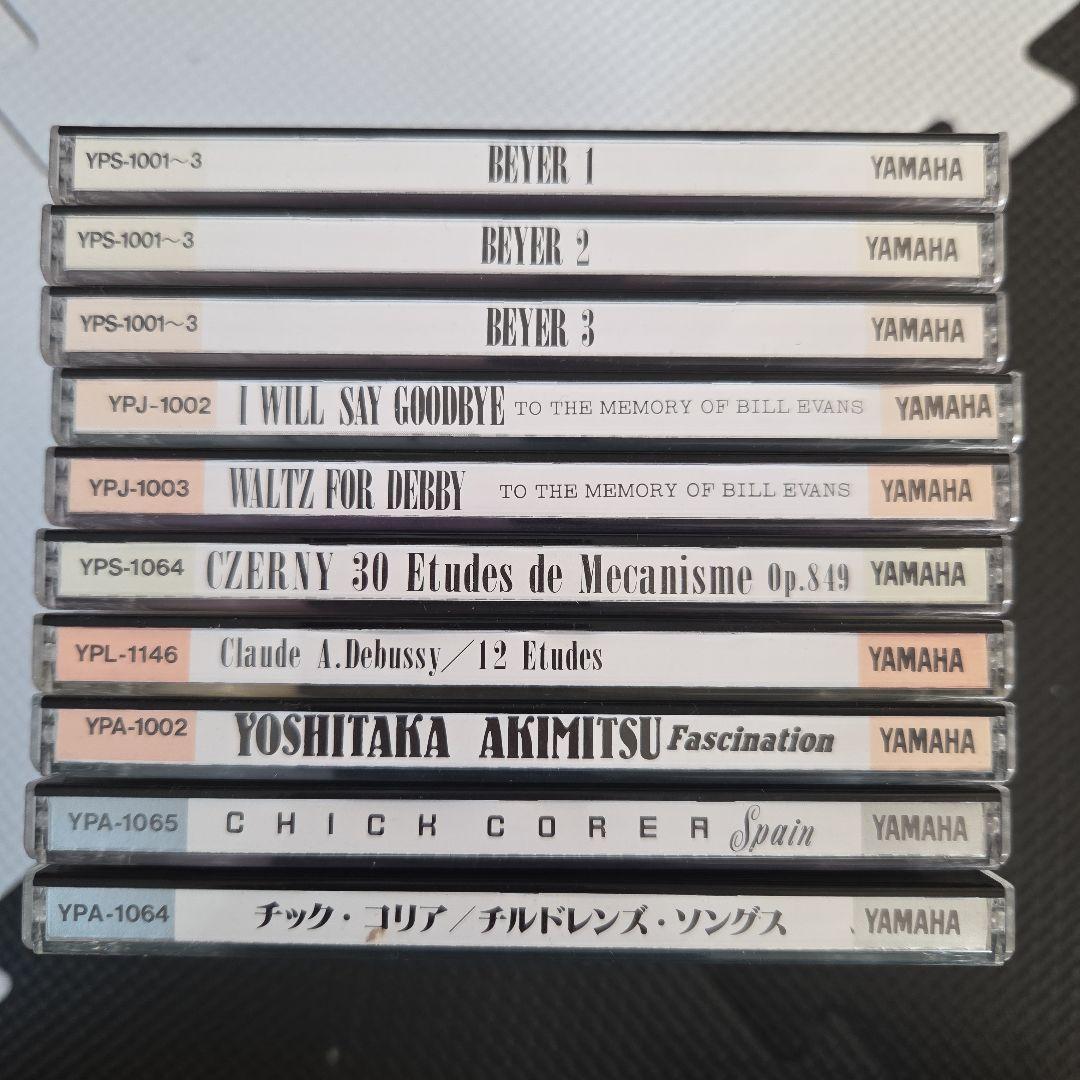 YPS-1001～3 BEYER 1 YAMAHA
YPS-1001～3 BEYER 2 YAMAHA
YPS-1001～3 BEYER 3 YAMAHA
YPJ-1002 I WILL SAY GOODBYE TO THE MEMORY OF BILL EVANS YAMAHA
YPJ-1003 WALTZ FOR DEBBY TO THE MEMORY OF BILL EVANS YAMAHA
YPS-1064 CZERNY 30 Etudes de Mecanisme Op.849 YAMAHA
YPL-1146 Claude A.Debussy／12 Etudes YAMAHA
YPA-1002 YOSHITAKA AKIMITSU Fascination YAMAHA
YPA-1065 CHICK COREA Spain YAMAHA
YPA-1064 チック・コリア／チルドレンズ・ソングス YAMAHA